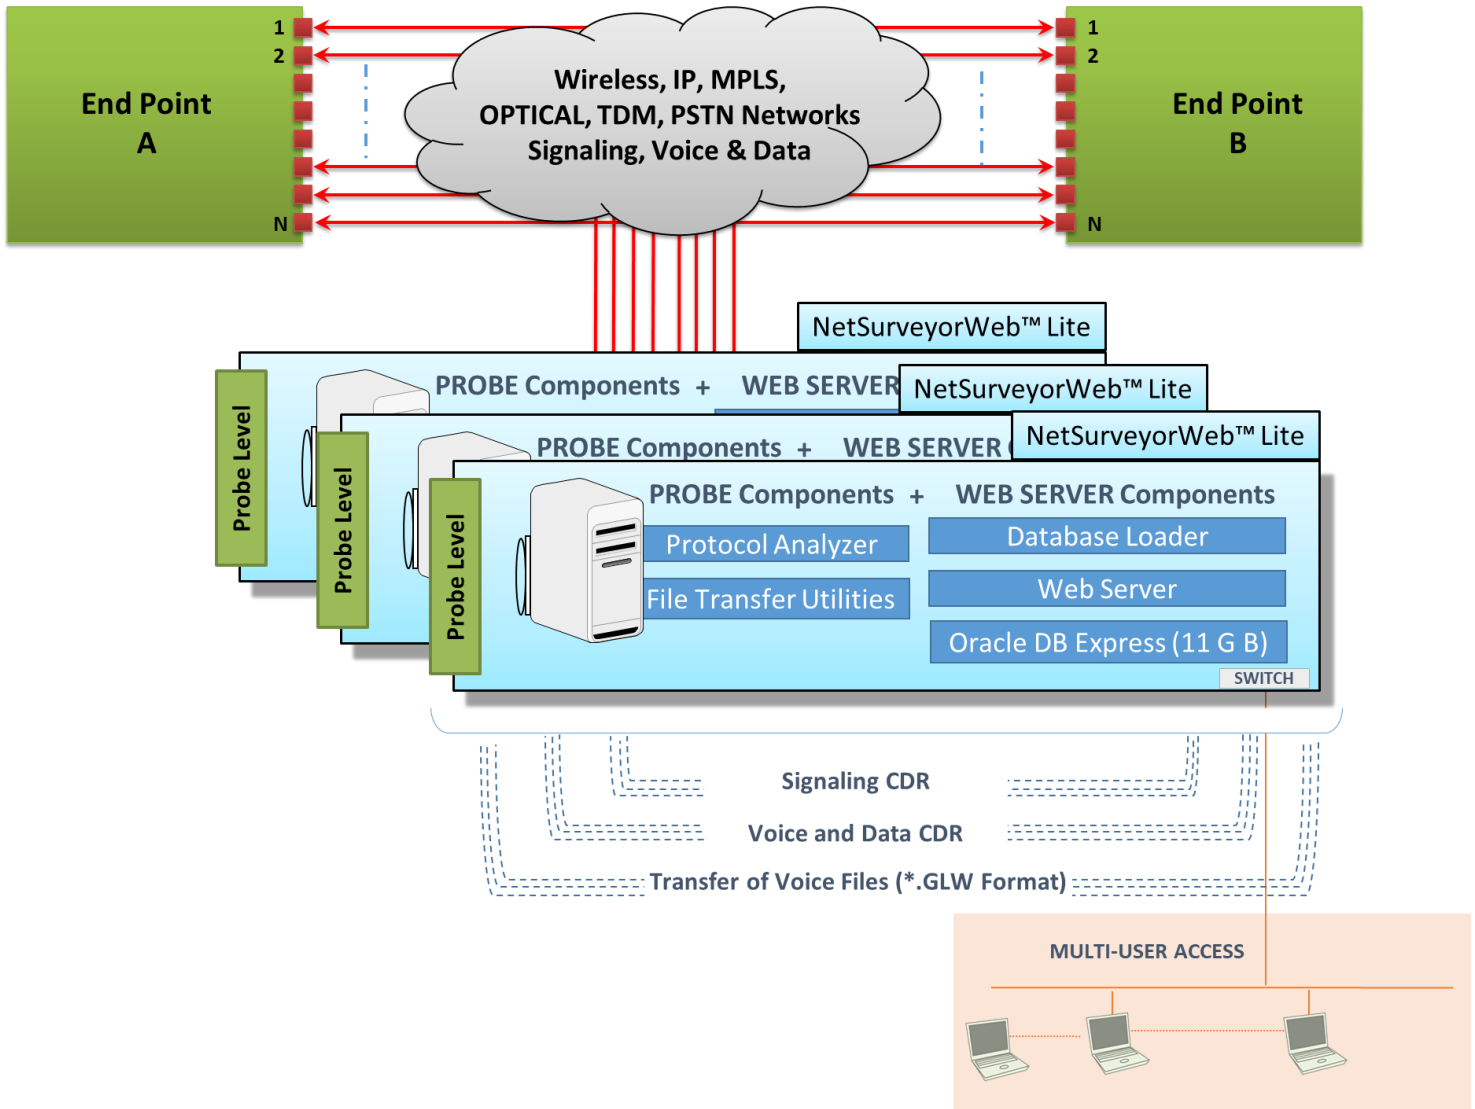 1
2
N
End Point
A
Wireless, IP, MPLS,
OPTICAL, TDM, PSTN Networks
Signaling, Voice & Data
1
2
N
End Point
B
NetSurveyorWeb™ Lite
Probe Level
PROBE Components + WEB SERVER
NetSurveyorWeb™ Lite
Probe Level
PROBE Components + WEB SERVER
NetSurveyorWeb™ Lite
Probe Level
PROBE Components + WEB SERVER Components
Protocol Analyzer
File Transfer Utilities
Database Loader
Web Server
Oracle DB Express (11 G B)
SWITCH
Signaling CDR
Voice and Data CDR
Transfer of Voice Files (*.GLW Format)
MULTI-USER ACCESS